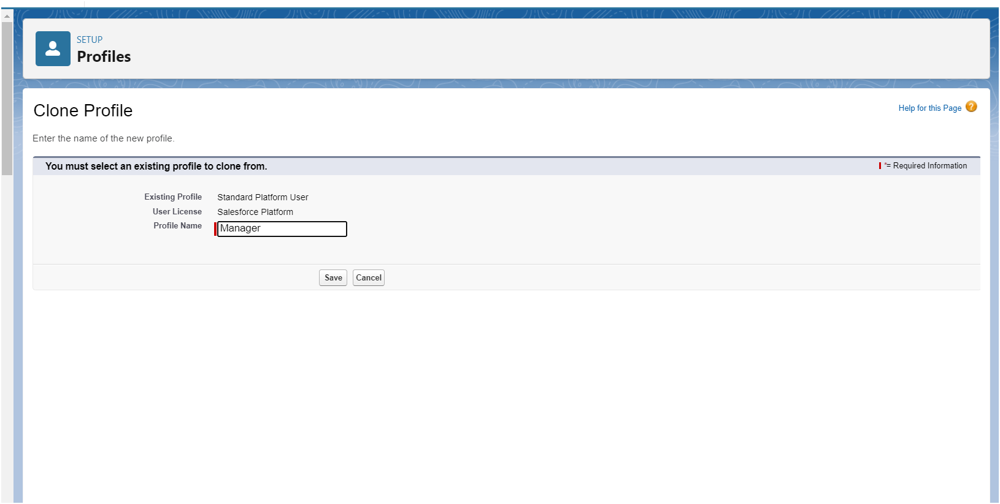 SETUP
Profiles
Clone Profile
Help for this Page ?
Enter the name of the new profile.
You must select an existing profile to clone from.
*= Required Information
Existing Profile Standard Platform User
User License Salesforce Platform
Profile Name Manager
Save Cancel